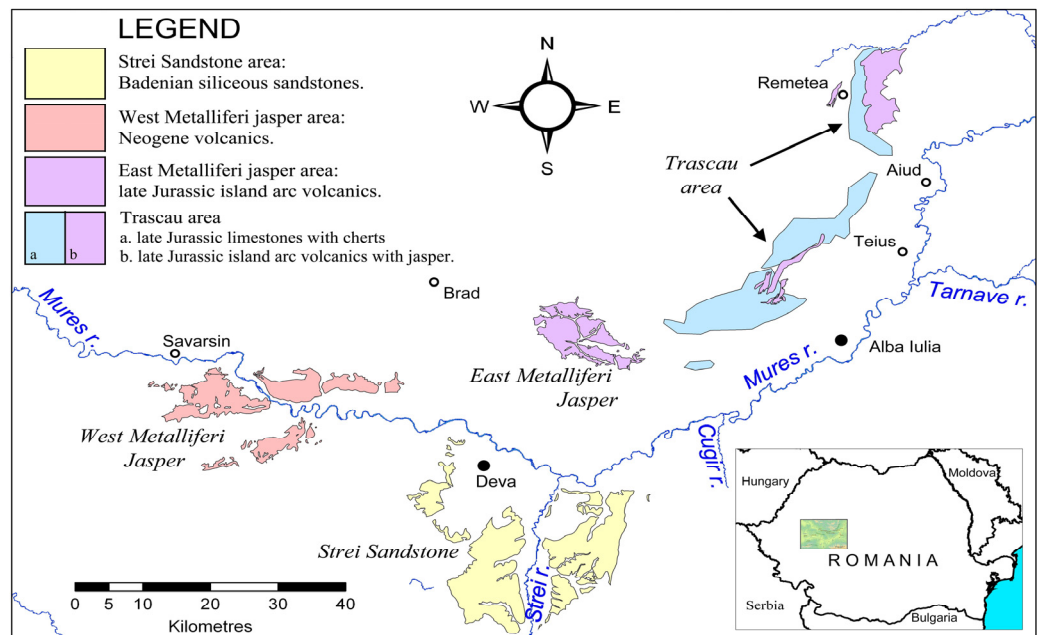 LEGEND
Strei Sandstone area:
Badenian siliceous sandstones.
West Metalliferi jasper area:
Neogene volcanics.
East Metalliferi jasper area:
late Jurassic island arc volcanics.
Trascau area
a. late Jurassic limestones with cherts
b. late Jurassic island arc volcanics with jasper.
a
b
N
W
E
S
Remetea
Trascau
area
Aiud
Teius
Tarnave r.
Brad
Mures r.
Savarsin
Alba Iulia
Mures r.
East Metalliferi
Jasper
West Metalliferi
Jasper
Cugir r.
Deva
Strei Sandstone
Strei r.
0 5 10 20 30 40
Kilometres
Hungary
Moldova
ROMANIA
Serbia
Bulgaria